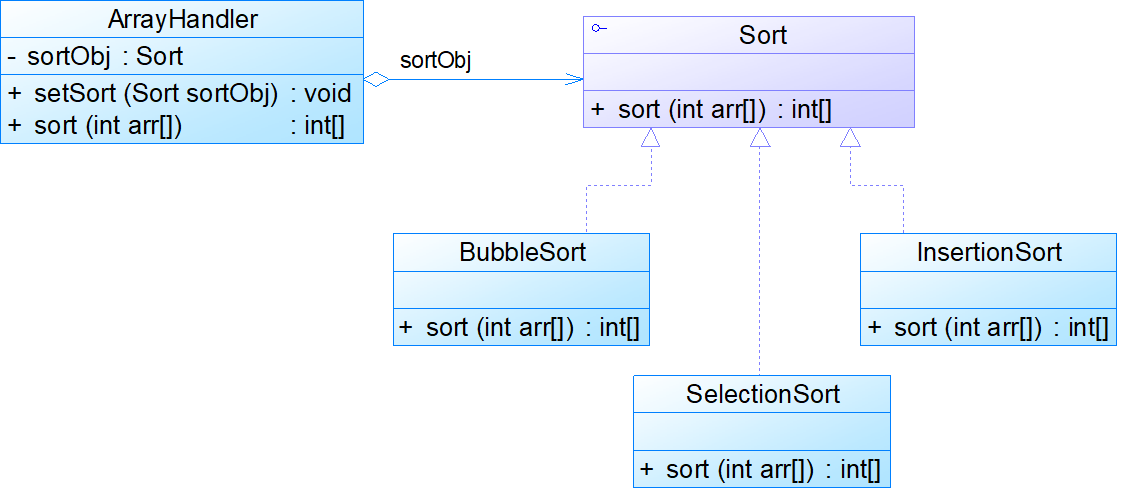 ArrayHandler
- sortObj : Sort
+ setSort (Sort sortObj) : void
+ sort (int arr[]) : int[]
sortObj
Sort
+ sort (int arr[]) : int[]
BubbleSort
+ sort (int arr[]) : int[]
InsertionSort
+ sort (int arr[]) : int[]
SelectionSort
+ sort (int arr[]) : int[]